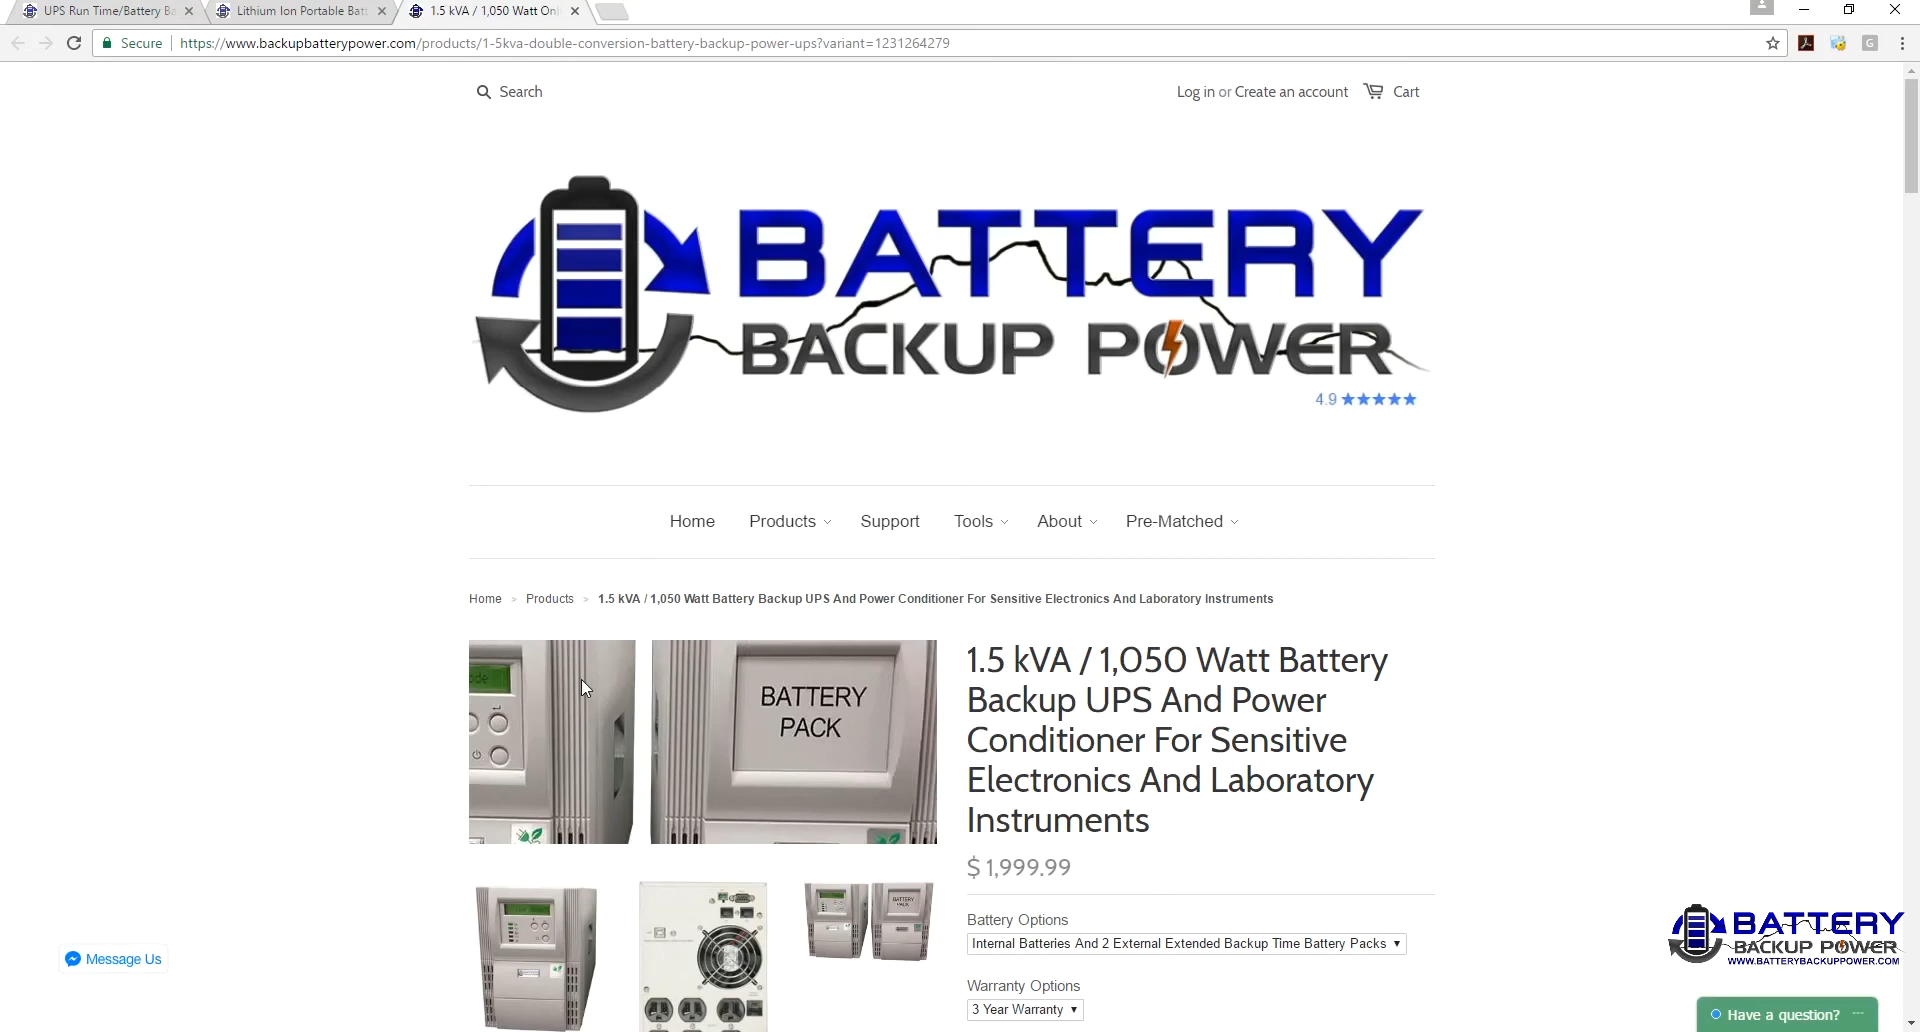 UPS Run Time/Battery Ba
Lithium Ion Portable Bat
1.5 kVA / 1,050 Watt Onl
Secure
https://www.backupbatterypower.com/products/1-5kva-double-conversion-battery-backup-power-ups?variant=1231264279
Search
Log in or Create an account
Cart
BATTERY
BACKUP POWER
4.9 ★★★★★
Home
Products
Support
Tools
About
Pre-Matched
Home > Products > 1.5 kVA / 1,050 Watt Battery Backup UPS And Power Conditioner For Sensitive Electronics And Laboratory Instruments
ode
BATTERY
PACK
1.5 kVA / 1,050 Watt Battery
Backup UPS And Power
Conditioner For Sensitive
Electronics And Laboratory
Instruments
$ 1,999.99
Battery Options
Internal Batteries And 2 External Extended Backup Time Battery Packs
Warranty Options
3 Year Warranty
BATTERY
PACK
Message Us
BATTERY
BACKUP POWER
WWW.BATTERYBACKUPPOWER.COM
Have a question?